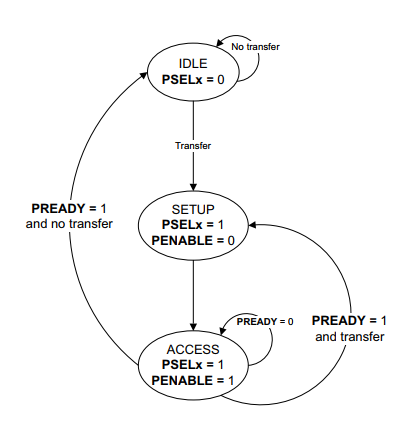 No transfer
IDLE
PSELx = 0
Transfer
SETUP
PSELx = 1
PENABLE = 0
PREADY = 1
and no transfer
PREADY = 0
PREADY = 1
and transfer
ACCESS
PSELx = 1
PENABLE = 1